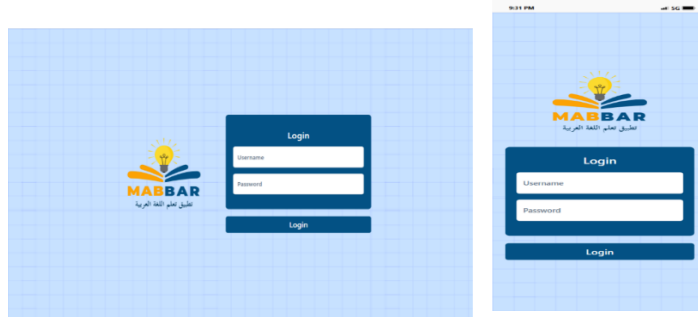 Login
Username
Password
MABBAR
تطبيق تعلم اللغة العربية
Login
9:31 PM
5G
MABBAR
تطبيق تعلم اللغة العربية
Login
Username
Password
Login